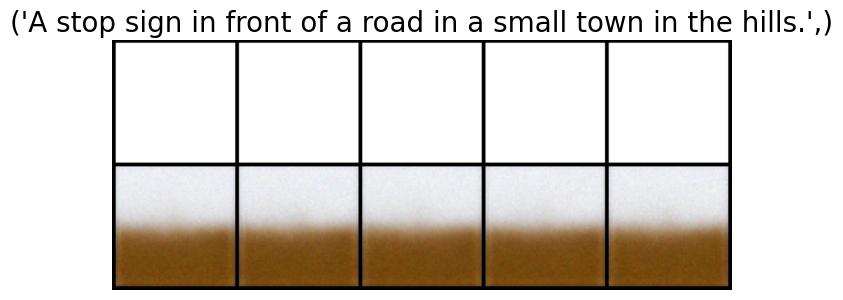 ('A stop sign in front of a road in a small town in the hills.',)